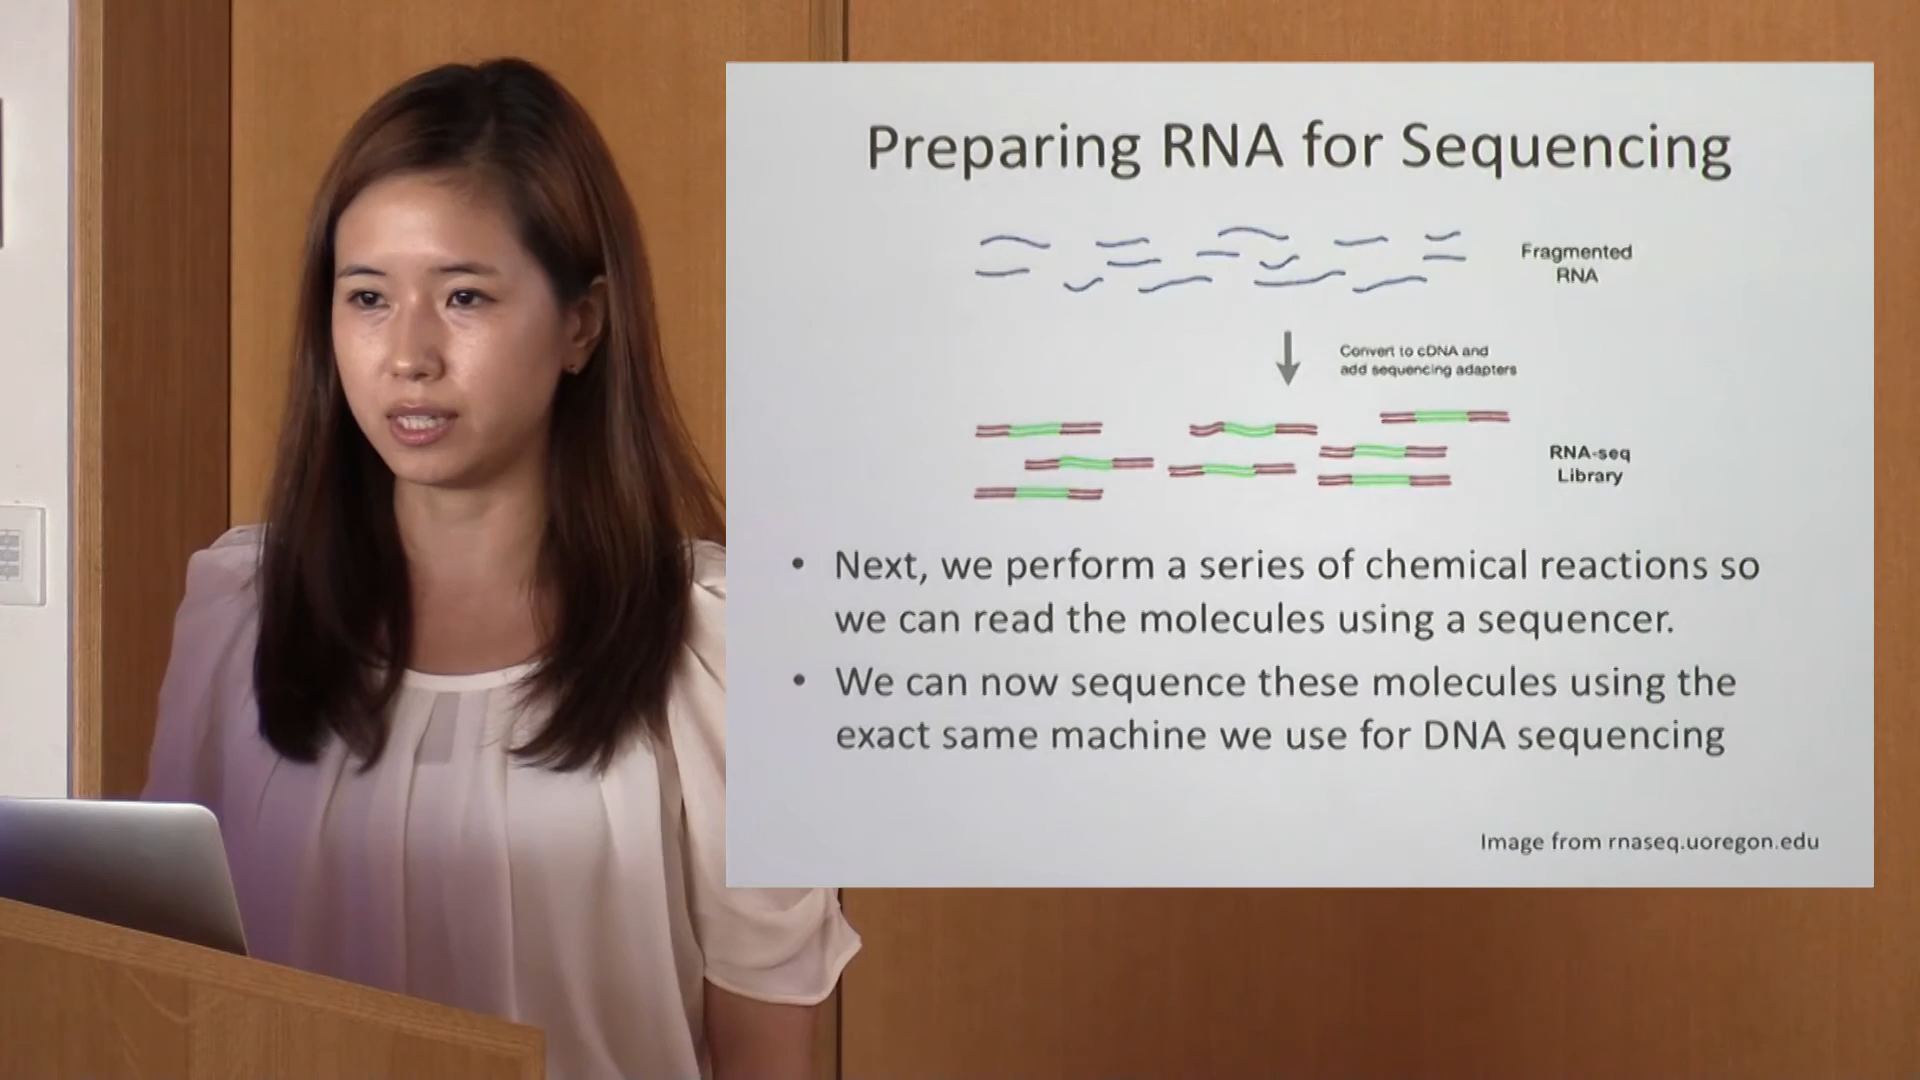 Preparing RNA for Sequencing
Fragmented
RNA
Convert to cDNA and
add sequencing adapters
RNA-seq
Library
• Next, we perform a series of chemical reactions so
we can read the molecules using a sequencer.
• We can now sequence these molecules using the
exact same machine we use for DNA sequencing
Image from rnaseq.uoregon.edu